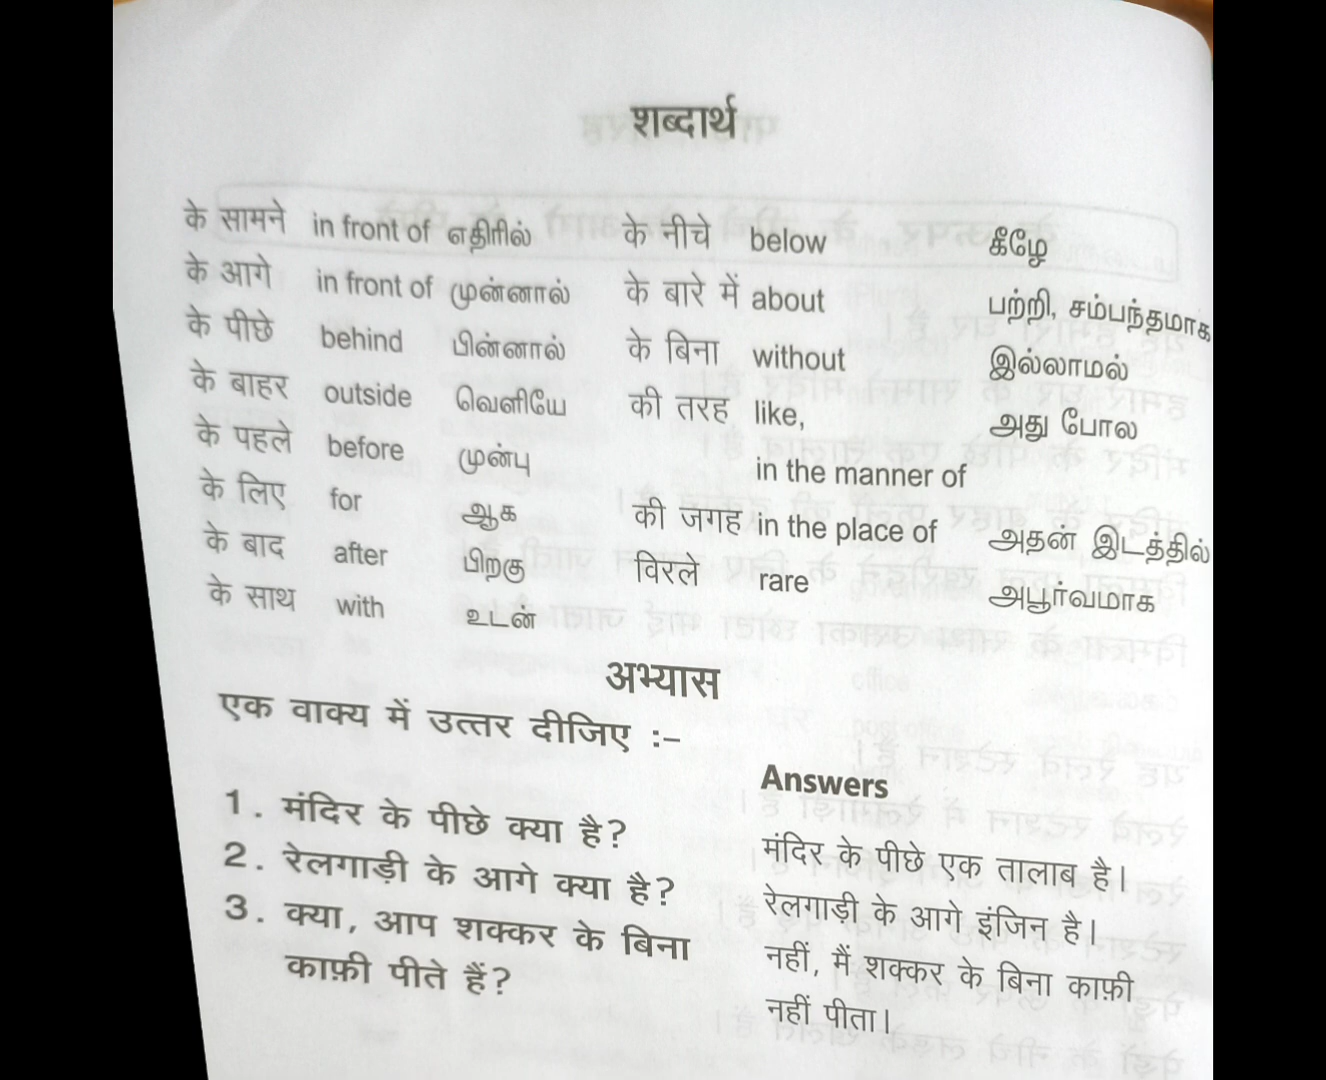 शब्दार्थ
के सामने in front of எதிரில் के नीचे below கீழே
के आगे in front of முன்னால் के बारे में about பற்றி, சம்பந்தமாக
के पीछे behind பின்னால் के बिना without இல்லாமல்
के बाहर outside வெளியே की तरह like, அது போல
के पहले before முன்பு in the manner of
के लिए for ஆக की जगह in the place of அதன் இடத்தில்
के बाद after பிறகு विरले rare அபூர்வமாக
के साथ with உடன்
अभ्यास
एक वाक्य में उत्तर दीजिए :–
Answers
1. मंदिर के पीछे क्या है? मंदिर के पीछे एक तालाब है।
2. रेलगाड़ी के आगे क्या है? रेलगाड़ी के आगे इंजिन है।
3. क्या, आप शक्कर के बिना नहीं, मैं शक्कर के बिना काफ़ी
काफ़ी पीते हैं? नहीं पीता।